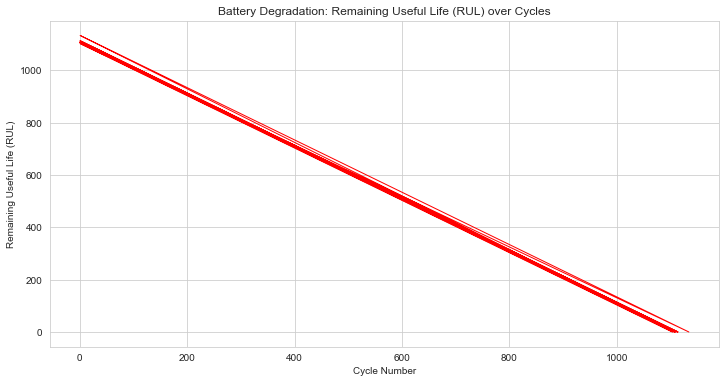 Battery Degradation: Remaining Useful Life (RUL) over Cycles
Remaining Useful Life (RUL)
1000
800
600
400
200
0
0 200 400 600 800 1000
Cycle Number